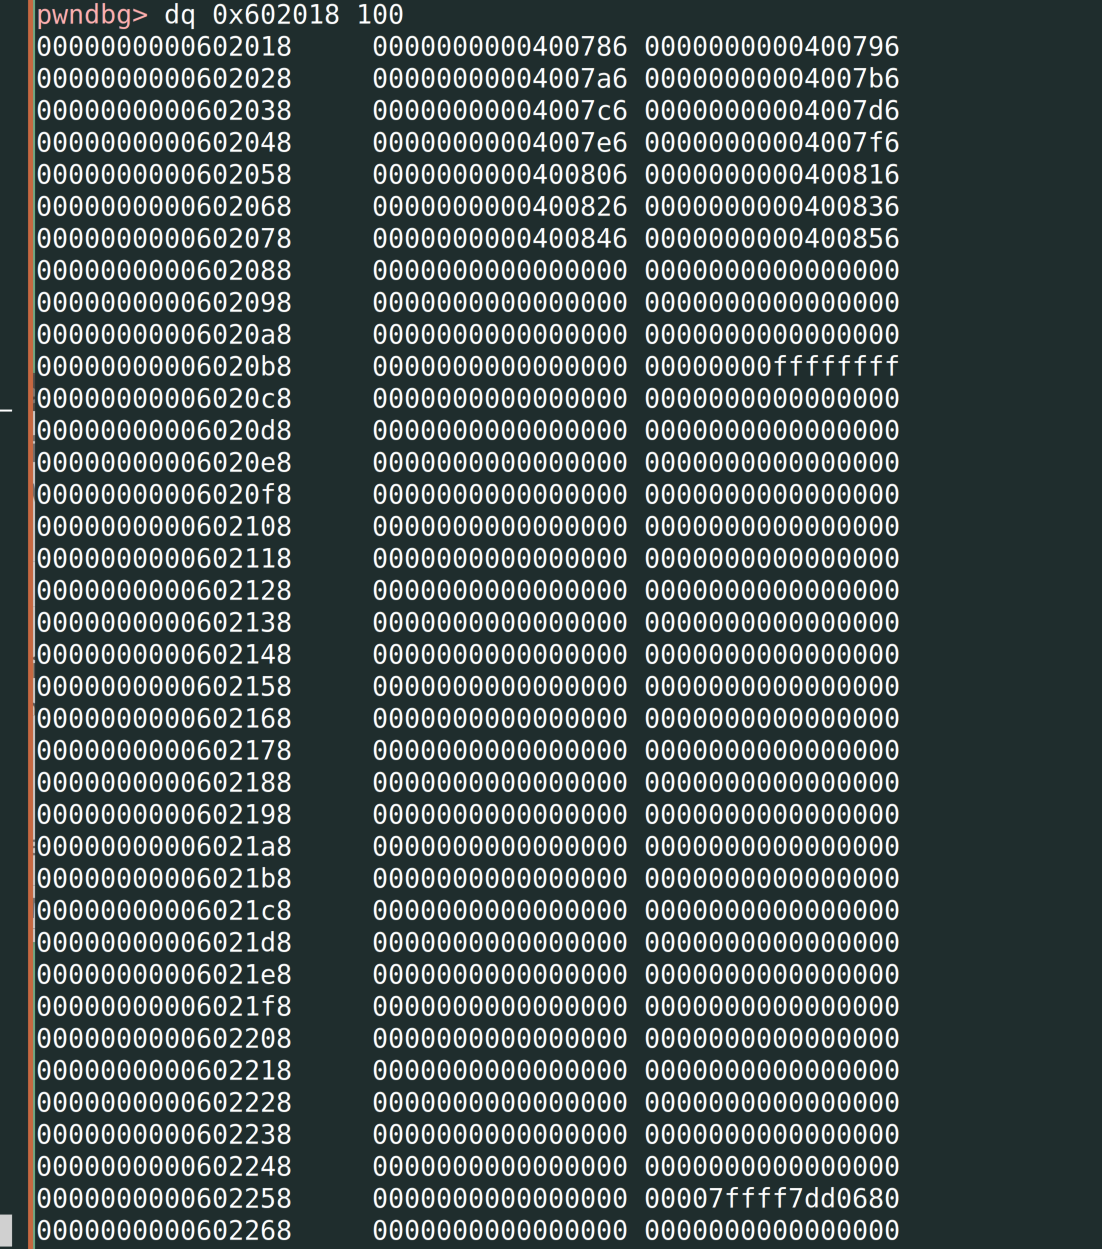 pwndbg> dq 0x602018 100
0000000000602018     0000000000400786 0000000000400796
0000000000602028     00000000004007a6 00000000004007b6
0000000000602038     00000000004007c6 00000000004007d6
0000000000602048     00000000004007e6 00000000004007f6
0000000000602058     0000000000400806 0000000000400816
0000000000602068     0000000000400826 0000000000400836
0000000000602078     0000000000400846 0000000000400856
0000000000602088     0000000000000000 0000000000000000
0000000000602098     0000000000000000 0000000000000000
00000000006020a8     0000000000000000 0000000000000000
00000000006020b8     0000000000000000 00000000ffffffff
00000000006020c8     0000000000000000 0000000000000000
00000000006020d8     0000000000000000 0000000000000000
00000000006020e8     0000000000000000 0000000000000000
00000000006020f8     0000000000000000 0000000000000000
0000000000602108     0000000000000000 0000000000000000
0000000000602118     0000000000000000 0000000000000000
0000000000602128     0000000000000000 0000000000000000
0000000000602138     0000000000000000 0000000000000000
0000000000602148     0000000000000000 0000000000000000
0000000000602158     0000000000000000 0000000000000000
0000000000602168     0000000000000000 0000000000000000
0000000000602178     0000000000000000 0000000000000000
0000000000602188     0000000000000000 0000000000000000
0000000000602198     0000000000000000 0000000000000000
00000000006021a8     0000000000000000 0000000000000000
00000000006021b8     0000000000000000 0000000000000000
00000000006021c8     0000000000000000 0000000000000000
00000000006021d8     0000000000000000 0000000000000000
00000000006021e8     0000000000000000 0000000000000000
00000000006021f8     0000000000000000 0000000000000000
0000000000602208     0000000000000000 0000000000000000
0000000000602218     0000000000000000 0000000000000000
0000000000602228     0000000000000000 0000000000000000
0000000000602238     0000000000000000 0000000000000000
0000000000602248     0000000000000000 0000000000000000
0000000000602258     0000000000000000 00007ffff7dd0680
0000000000602268     0000000000000000 0000000000000000